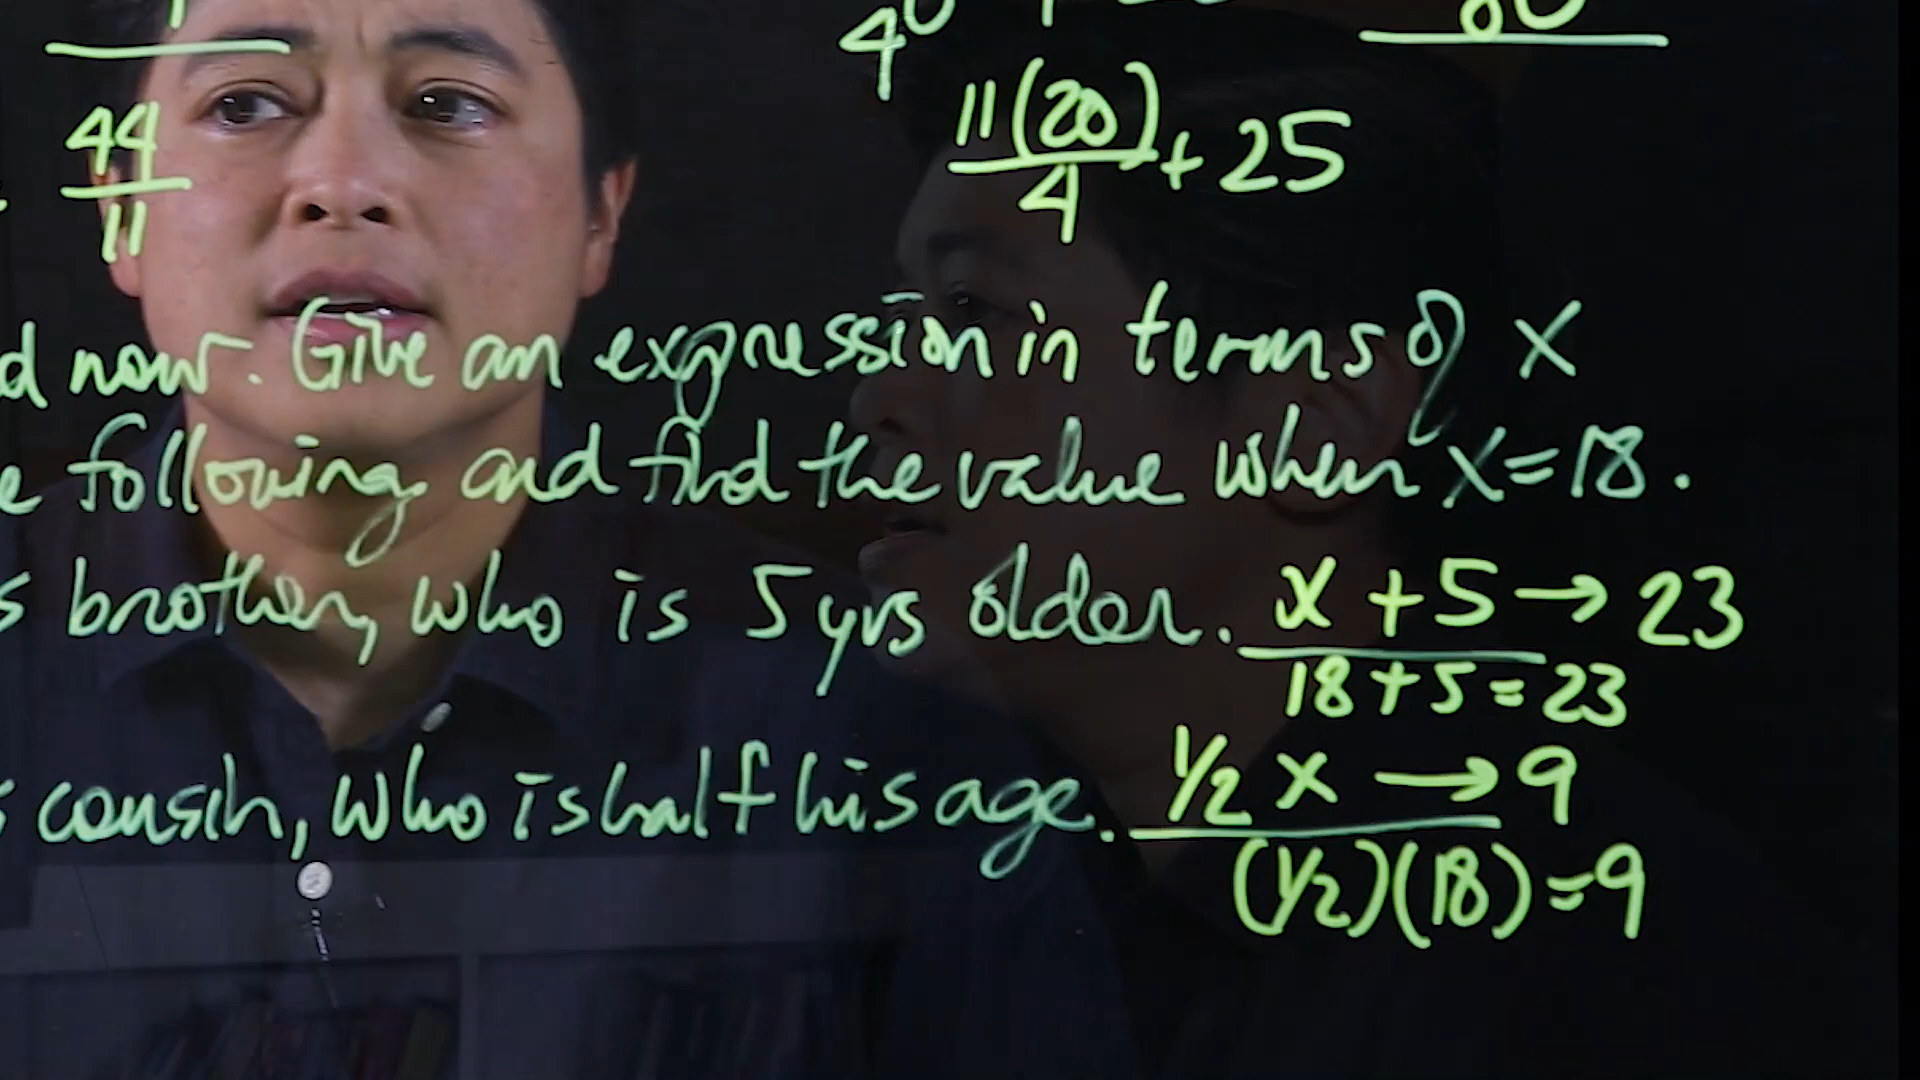 44
11
11(20)
4
+ 25
80
now. Give an expression in terms of x
following and find the value when x=18.
brother, who is 5 yrs older. x + 5 → 23
18 + 5 = 23
cousin, who is half his age. 1/2 x → 9
(1/2)(18) = 9